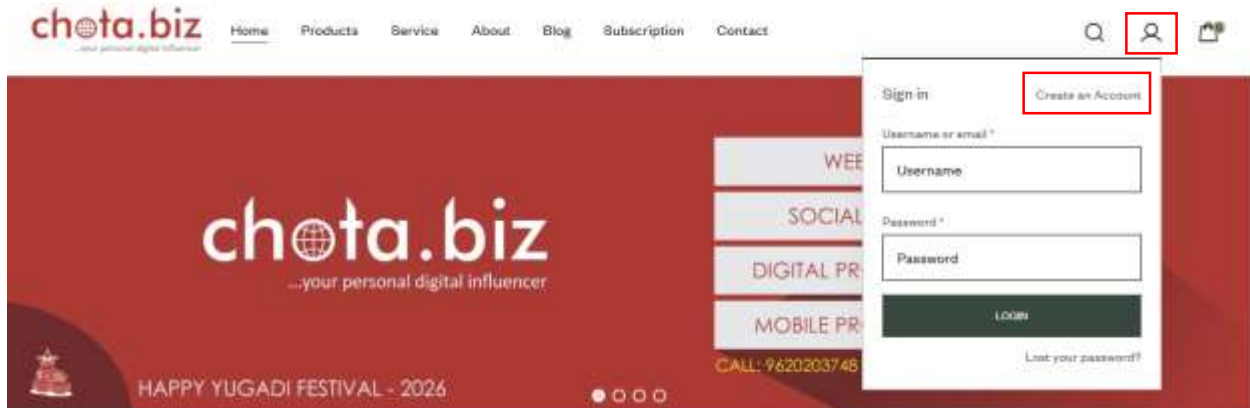 chota.biz
...your personal digital influencer
Home Products Service About Blog Subscription Contact
Sign in Create an Account
Username or email *
Username
Password *
Password
LOGIN
Lost your password?
chota.biz
...your personal digital influencer
WEB
SOCIAL
DIGITAL PR
MOBILE PR
CALL: 9620203748
HAPPY YUGADI FESTIVAL - 2026